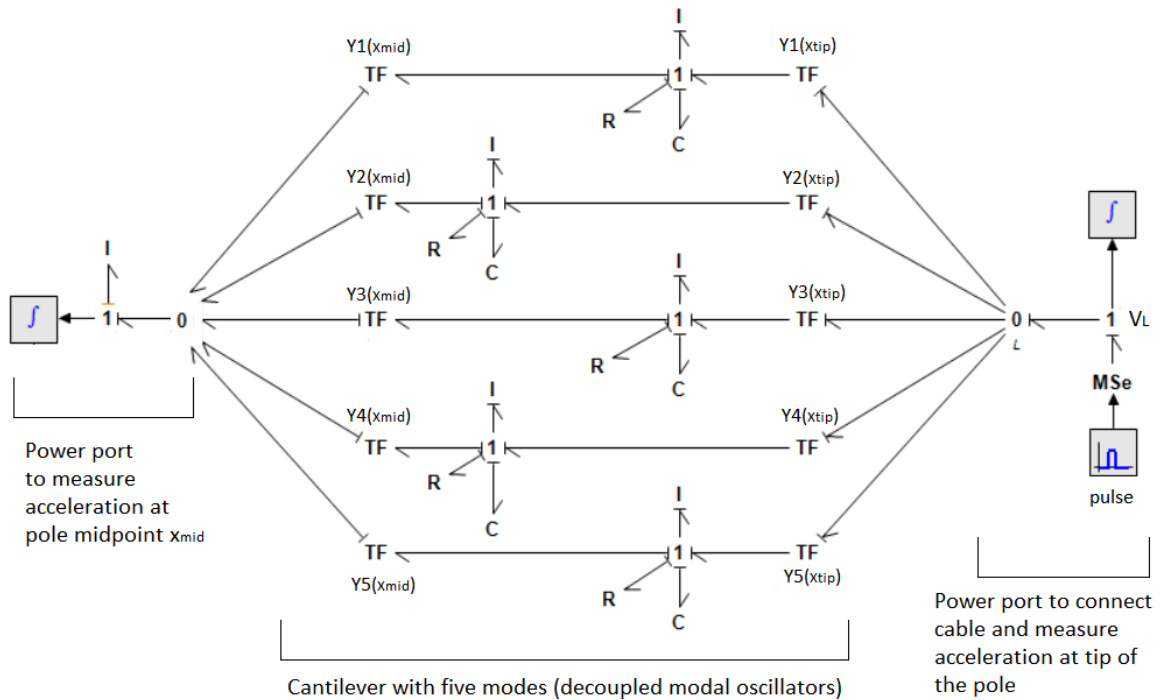 I
Y1(xmid)
Y1(xtip)
TF
1
TF
R
C
I
Y2(xmid)
Y2(xtip)
TF
1
TF
∫
R
C
I
I
Y3(xmid)
Y3(xtip)
∫
1
0
TF
1
TF
0
1
VL
L
R
C
MSe
I
Y4(xmid)
Y4(xtip)
TF
1
TF
R
C
pulse
I
TF
1
TF
Y5(xmid)
Y5(xtip)
R
C
Power port
to measure
acceleration at
pole midpoint xmid
Power port to connect
cable and measure
acceleration at tip of
the pole
Cantilever with five modes (decoupled modal oscillators)